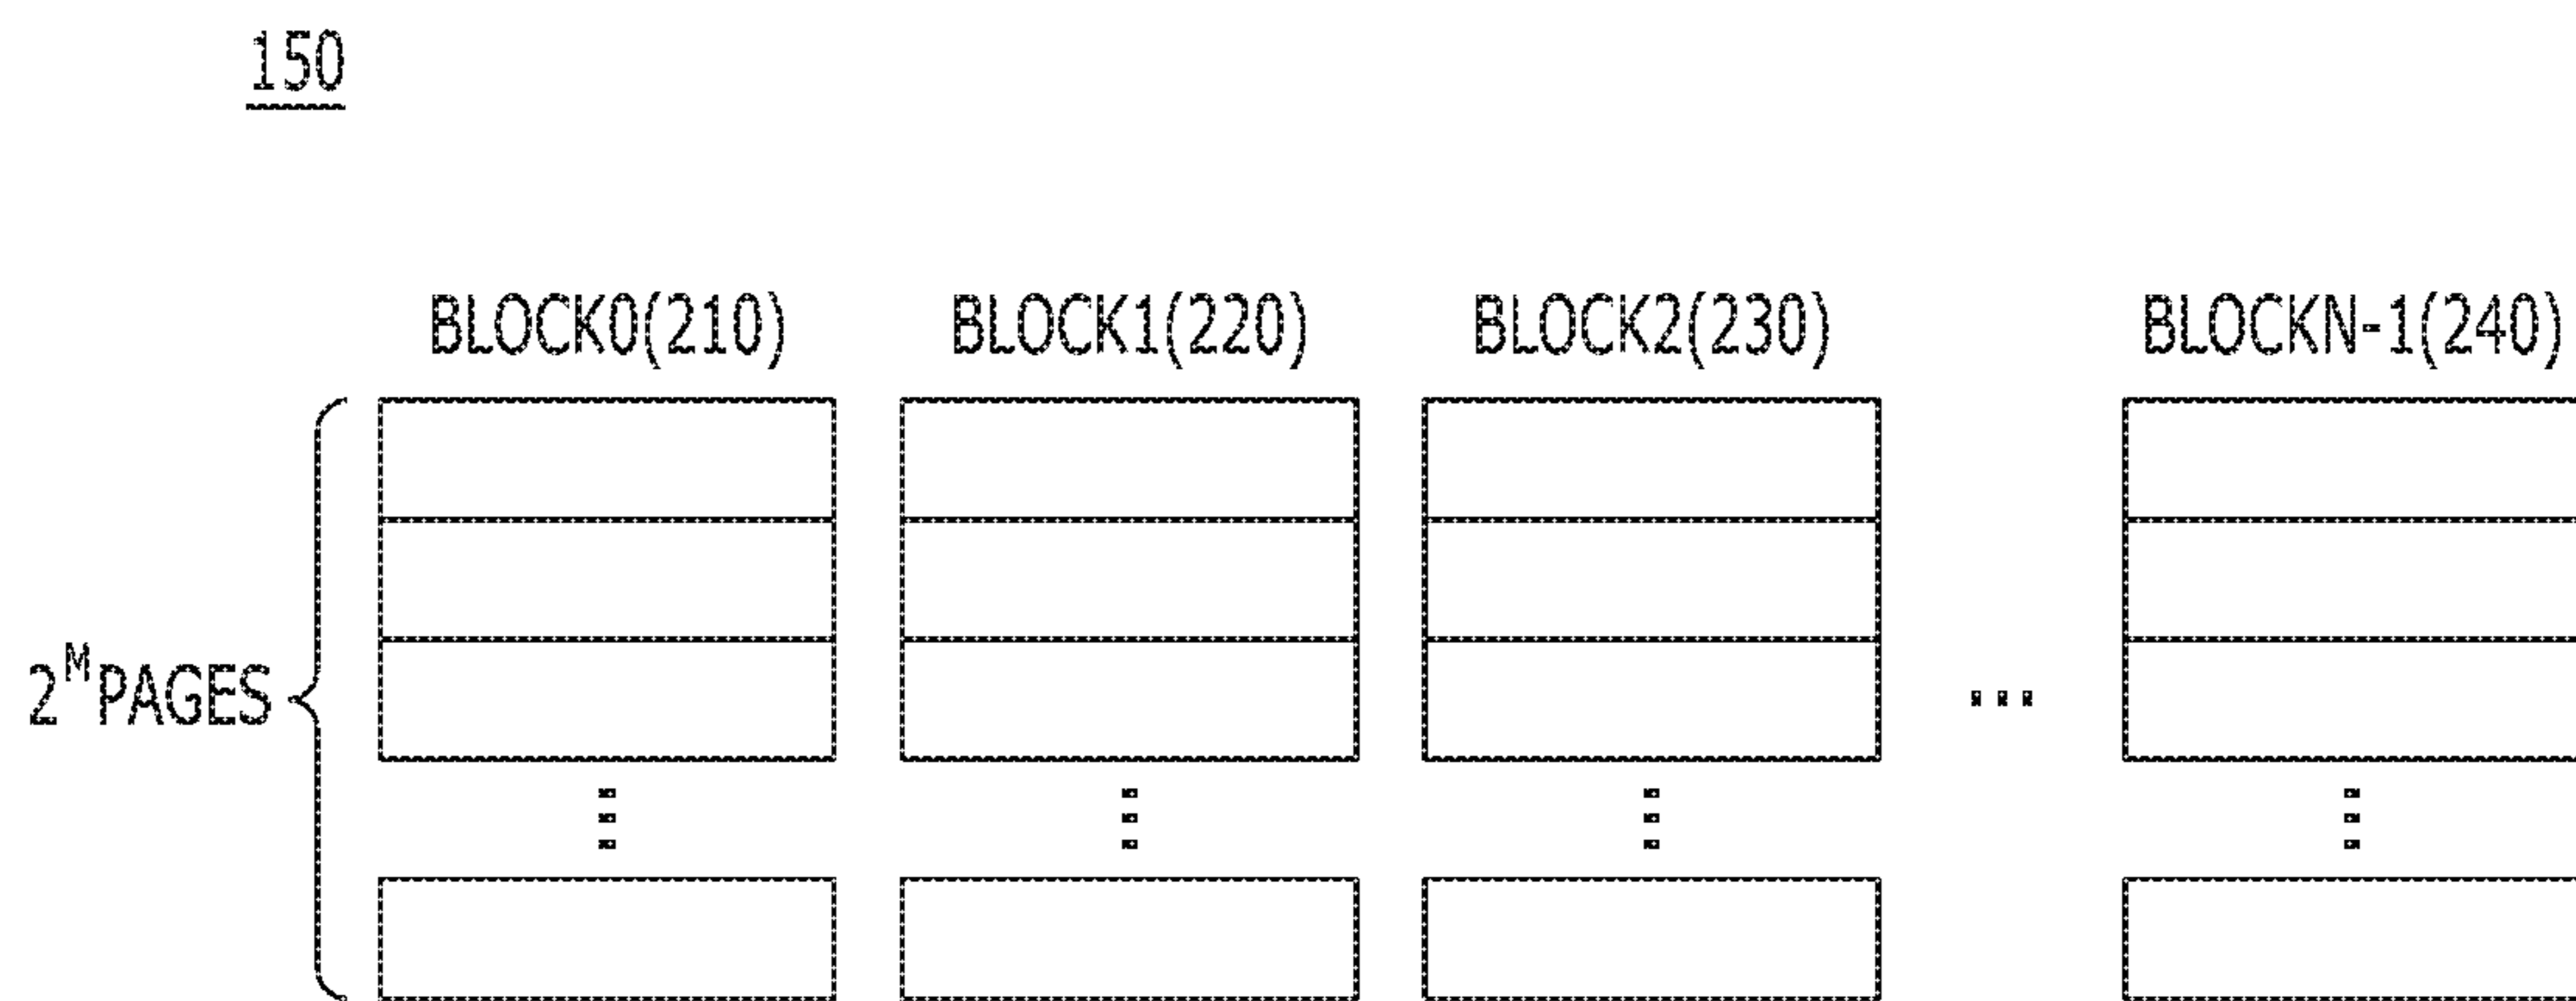 150
BLOCK0(210) BLOCK1(220) BLOCK2(230) BLOCKN-1(240)
2^M PAGES
...